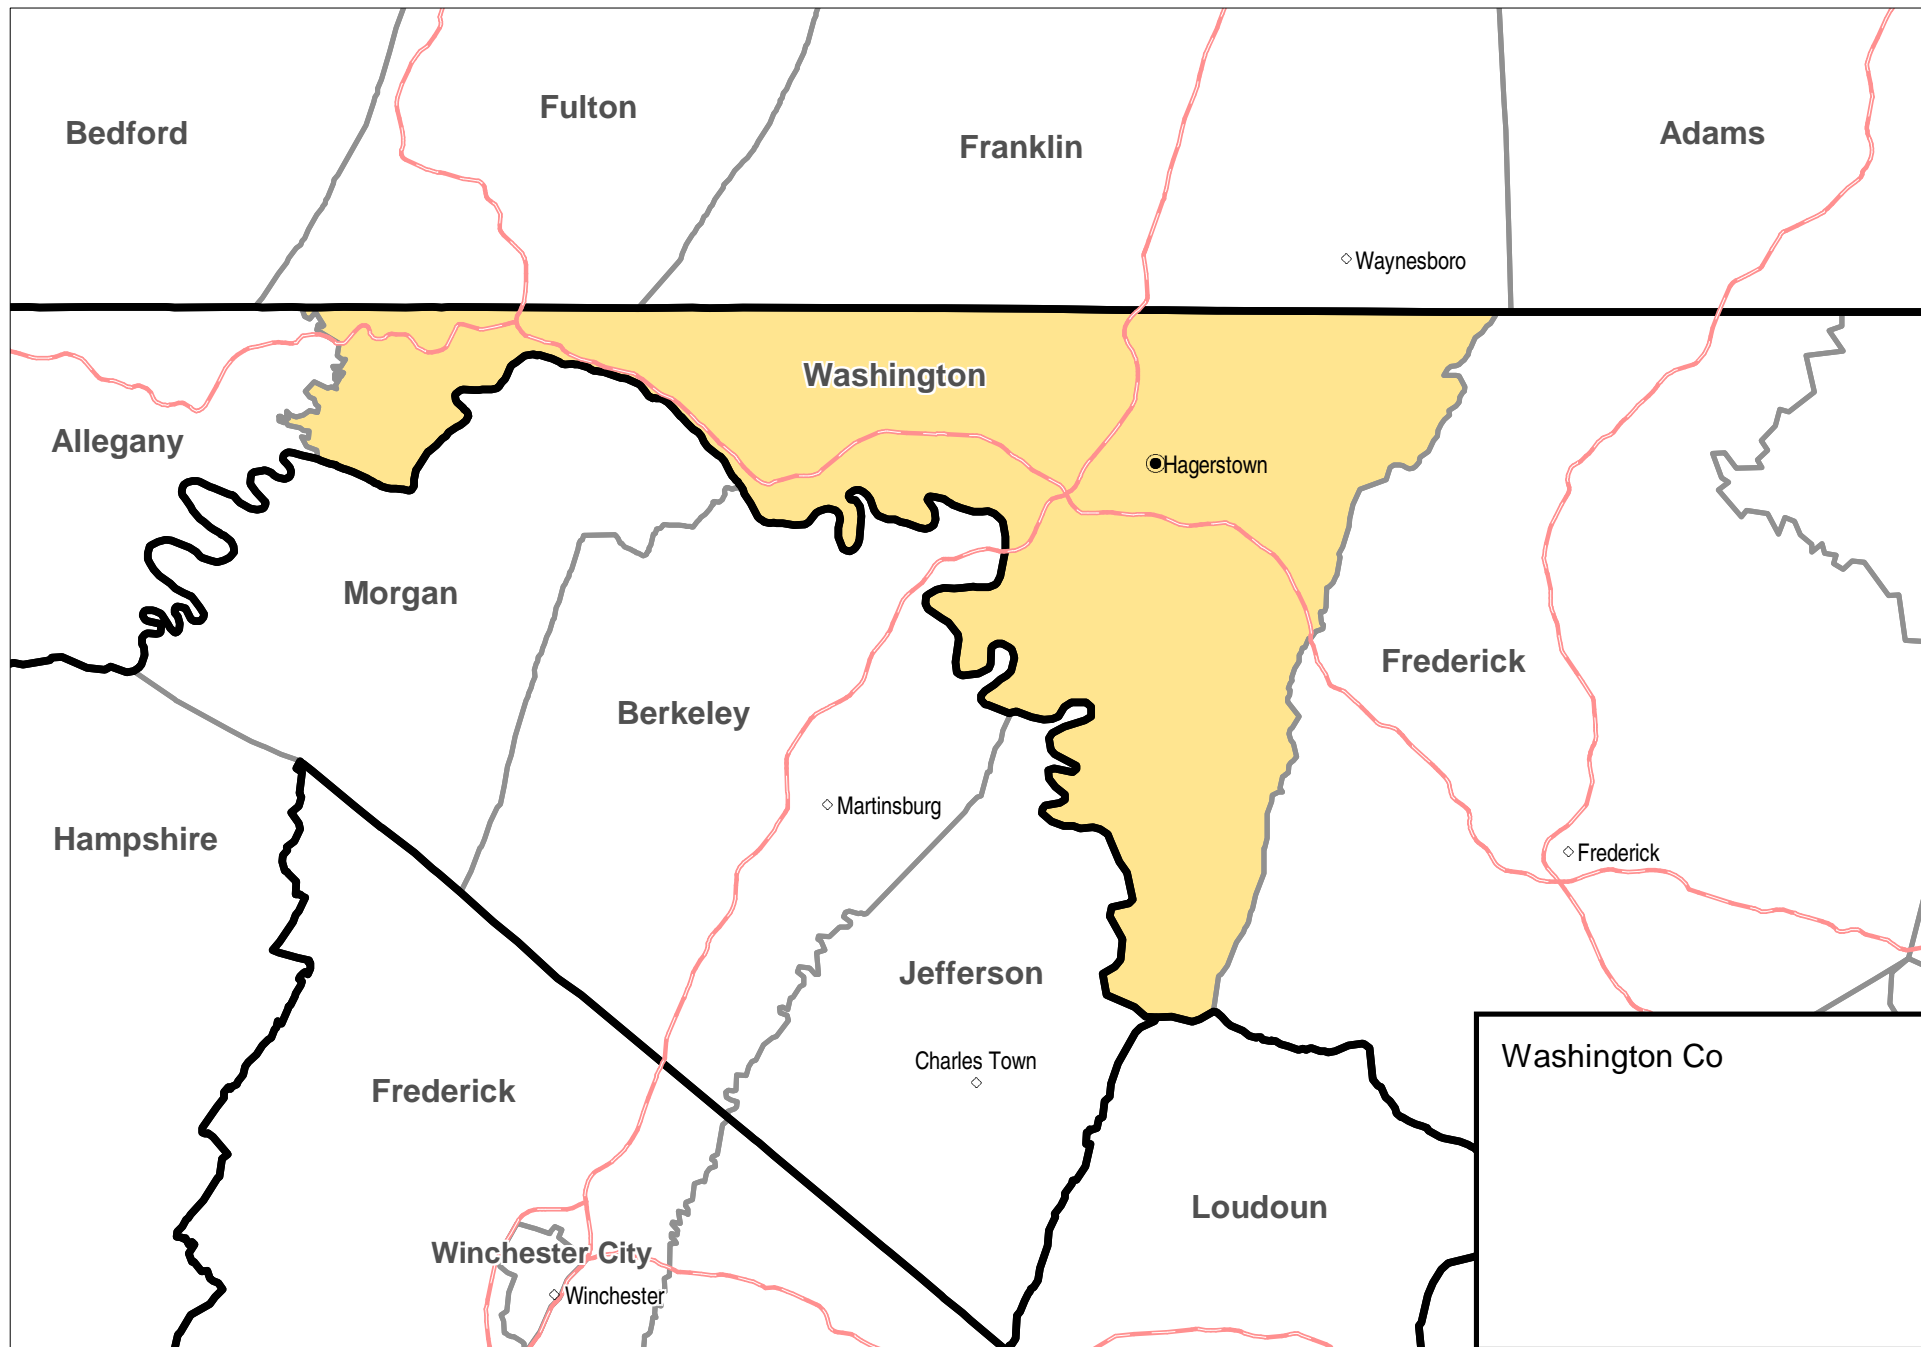 Fulton
Bedford
Adams
Franklin
Waynesboro
Washington
Allegany
Hagerstown
Morgan
Frederick
Berkeley
Martinsburg
Hampshire
Frederick
Jefferson
Washington Co
Charles Town
Frederick
Loudoun
Winchester City
Winchester